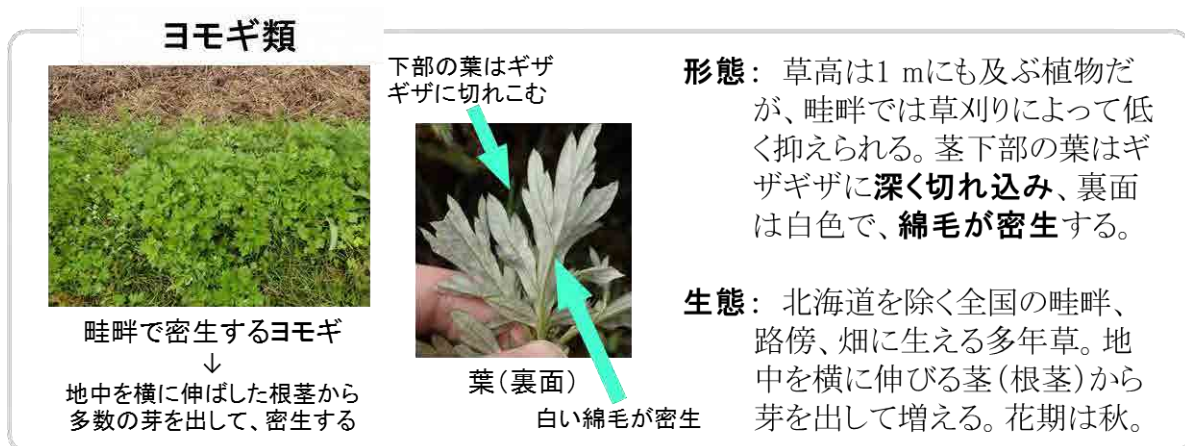 ヨモギ類
下部の葉はギザ
ギザに切れこむ
畦畔で密生するヨモギ
↓
地中を横に伸ばした根茎から
多数の芽を出して、密生する
葉(裏面)
白い綿毛が密生
形態： 草高は1 mにも及ぶ植物だ
が、畦畔では草刈りによって低
く抑えられる。茎下部の葉はギ
ザギザに深く切れ込み、裏面
は白色で、綿毛が密生する。
生態： 北海道を除く全国の畦畔、
路傍、畑に生える多年草。地
中を横に伸びる茎(根茎)から
芽を出して増える。花期は秋。